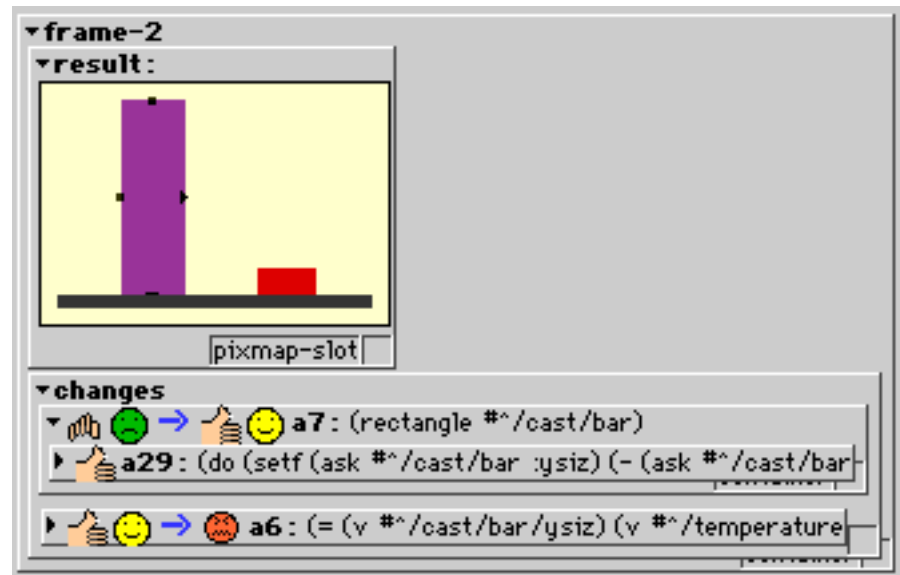 frame-2
result:
pixmap-slot
changes
a7: (rectangle #^/cast/bar)
a29: (do (setf (ask #^/cast/bar :ysiz) (- (ask #^/cast/bar
a6: (= (v #^/cast/bar/ysiz) (v #^/temperature